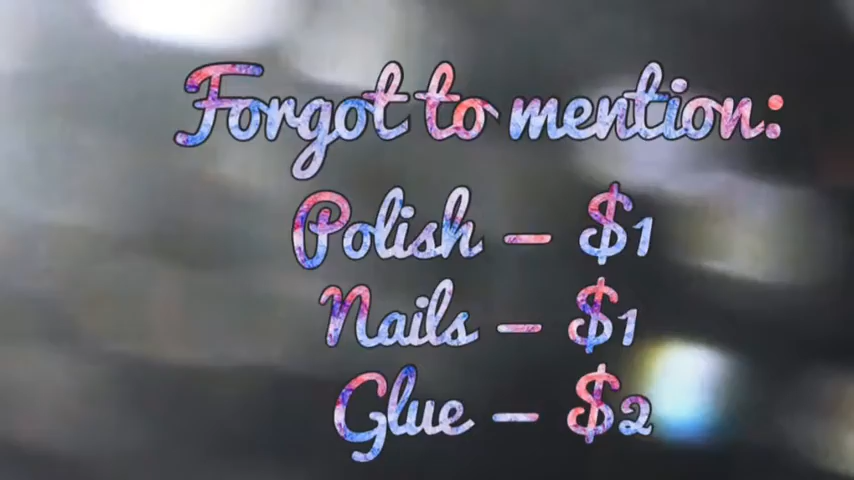 Forgot to mention:
Polish – $1
Nails – $1
Glue – $2